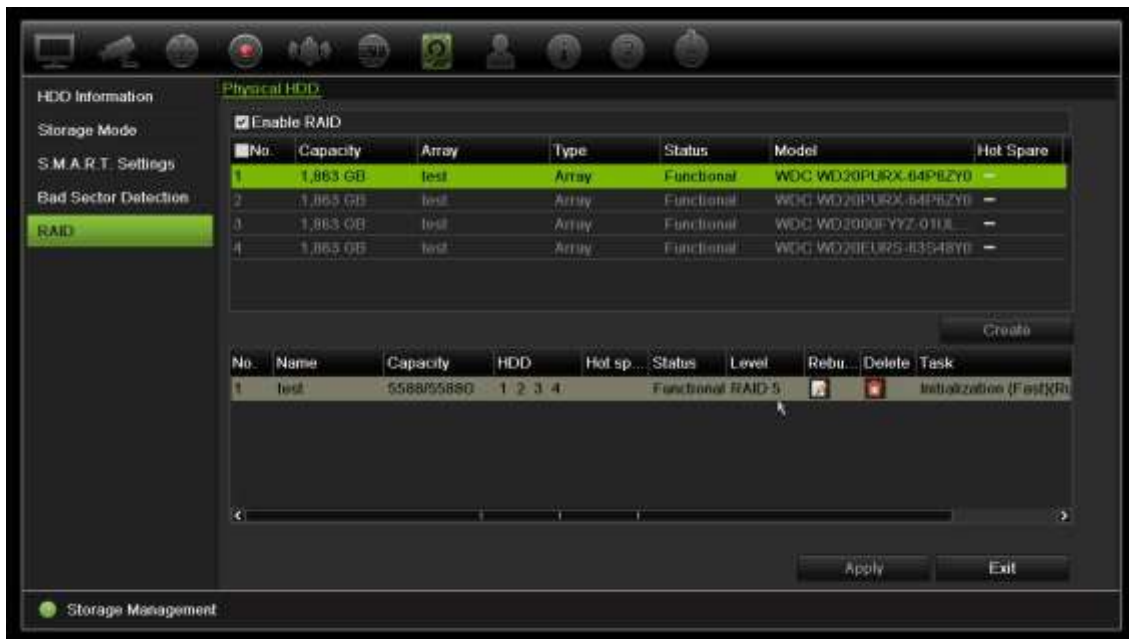 HDD Information
Storage Mode
S.M.A.R.T. Settings
Bad Sector Detection
RAID
Physical HDD
Enable RAID
No. Capacity Array Type Status Model Hot Spare
1 1,863 GB test Array Functional WDC WD20PURX-64P6ZY0 —
2 1,863 GB test Array Functional WDC WD20PURX-64P6ZY0 —
3 1,863 GB test Array Functional WDC WD2000FYYZ-01UL... —
4 1,863 GB test Array Functional WDC WD20EURS-63S48Y0 —
Create
No. Name Capacity HDD Hot sp... Status Level Rebu... Delete Task
1 test 5588/5588G 1 2 3 4 Functional RAID 5 Initialization (Fast)(Ru
Apply Exit
Storage Management